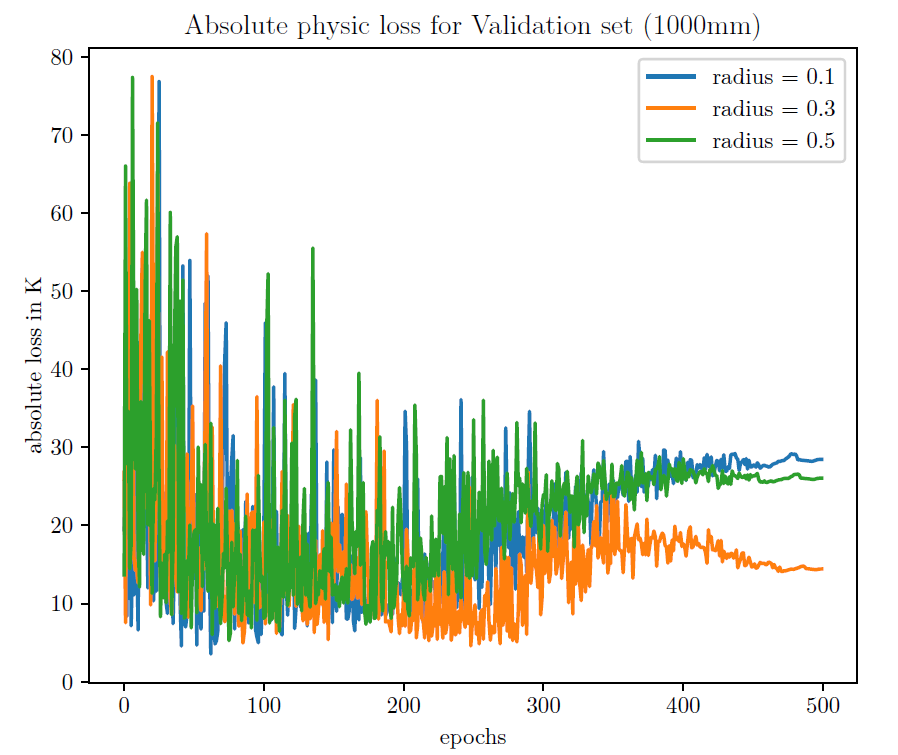 Absolute physic loss for Validation set (1000mm)
80
70
60
50
40
30
20
10
0
absolute loss in K
radius = 0.1
radius = 0.3
radius = 0.5
0 100 200 300 400 500
epochs